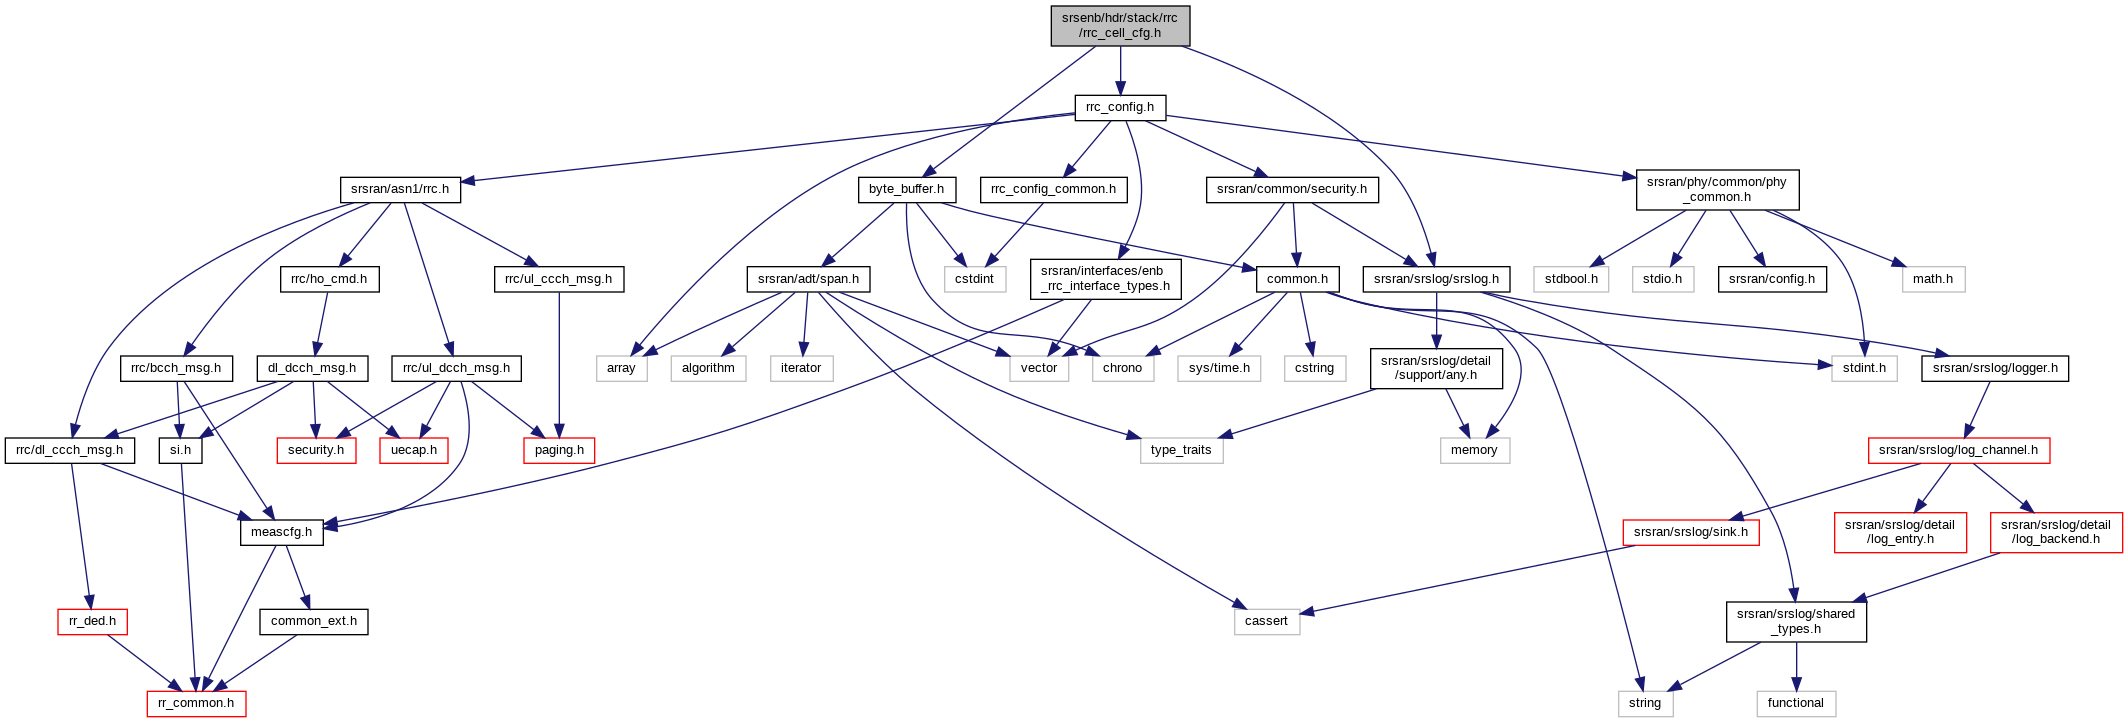 srsenb/hdr/stack/rrc
/rrc_cell_cfg.h
rrc_config.h
srsran/asn1/rrc.h
byte_buffer.h
rrc_config_common.h
srsran/common/security.h
srsran/phy/common/phy
_common.h
rrc/ho_cmd.h
rrc/ul_ccch_msg.h
srsran/adt/span.h
cstdint
srsran/interfaces/enb
_rrc_interface_types.h
common.h
srsran/srslog/srslog.h
stdbool.h
stdio.h
srsran/config.h
math.h
rrc/bcch_msg.h
dl_dcch_msg.h
rrc/ul_dcch_msg.h
array
algorithm
iterator
vector
chrono
sys/time.h
cstring
srsran/srslog/detail
/support/any.h
stdint.h
srsran/srslog/logger.h
rrc/dl_ccch_msg.h
si.h
security.h
uecap.h
paging.h
type_traits
memory
srsran/srslog/log_channel.h
meascfg.h
srsran/srslog/sink.h
srsran/srslog/detail
/log_entry.h
srsran/srslog/detail
/log_backend.h
rr_ded.h
common_ext.h
cassert
srsran/srslog/shared
_types.h
rr_common.h
string
functional